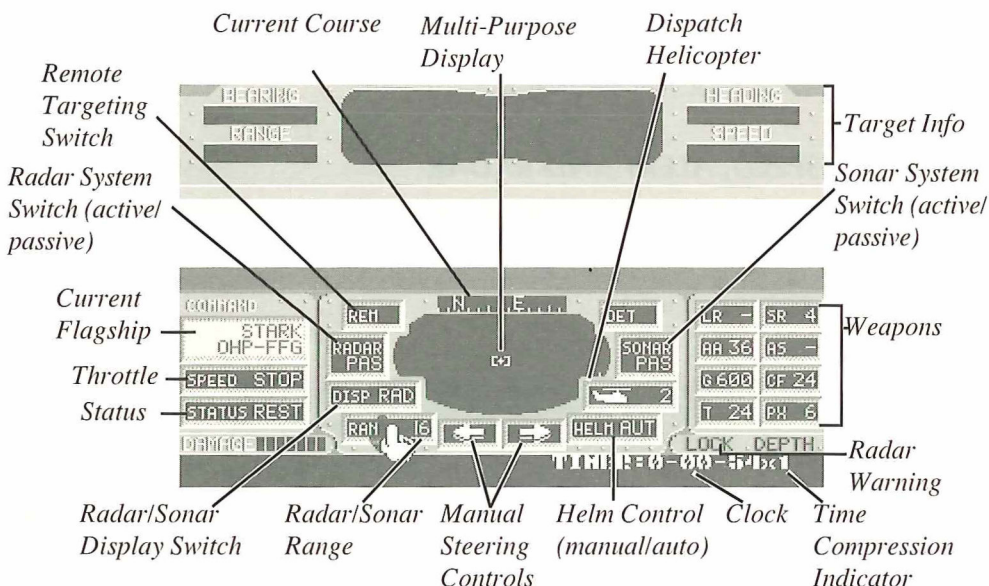 Current Course
Multi-Purpose
Display
Dispatch
Helicopter
Remote
Targeting
Switch
BEARING
RANGE
HEADING
SPEED
Target Info
Radar System
Switch (active/
passive)
Sonar System
Switch (active/
passive)
Current
Flagship
Throttle
Status
COMMAND
STARK
OHP-FFG
SPEED STOP
STATUS REST
DAMAGE
REM
RADAR
PAS
DISP RAD
RAN 16
N E
DET
SONAR
PAS
2
HELM AUT
LR - SR 4
AA 36 AS -
G 600 CF 24
T 24 PX 6
LOCK DEPTH
Weapons
Radar
Warning
Radar/Sonar
Display Switch
Radar/Sonar
Range
Manual
Steering
Controls
Helm Control
(manual/auto)
Clock
Time
Compression
Indicator